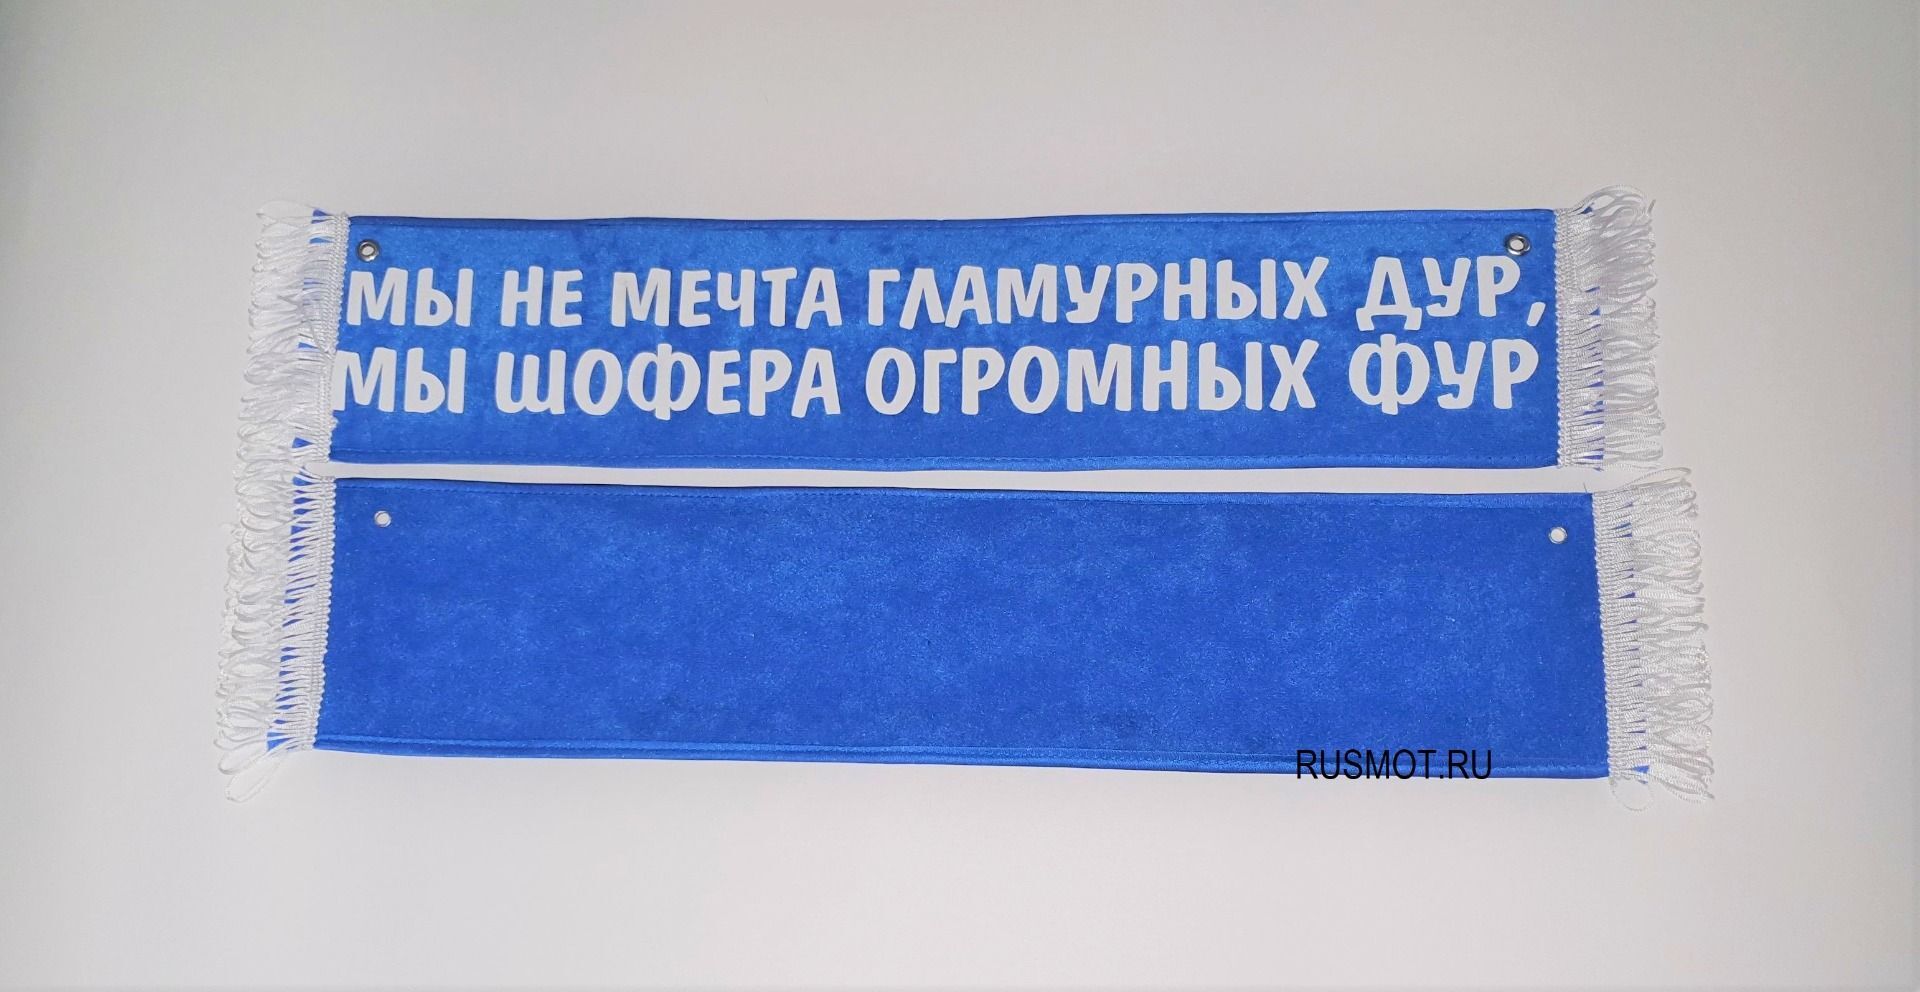 МЫ НЕ МЕЧТА ГЛАМУРНЫХ ДУР,
МЫ ШОФЕРА ОГРОМНЫХ ФУР
RUSMOT.RU